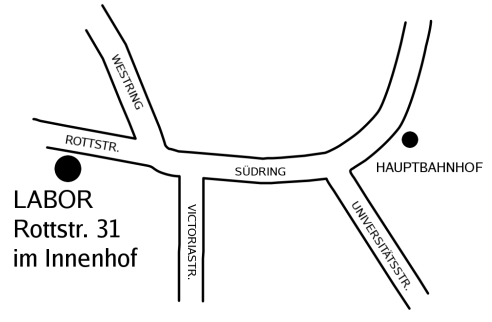 WESTRING
ROTTSTR.
SÜDRING
HAUPTBAHNHOF
LABOR
Rottstr. 31
im Innenhof
VICTORIASTR.
UNIVERSITÄTSSTR.